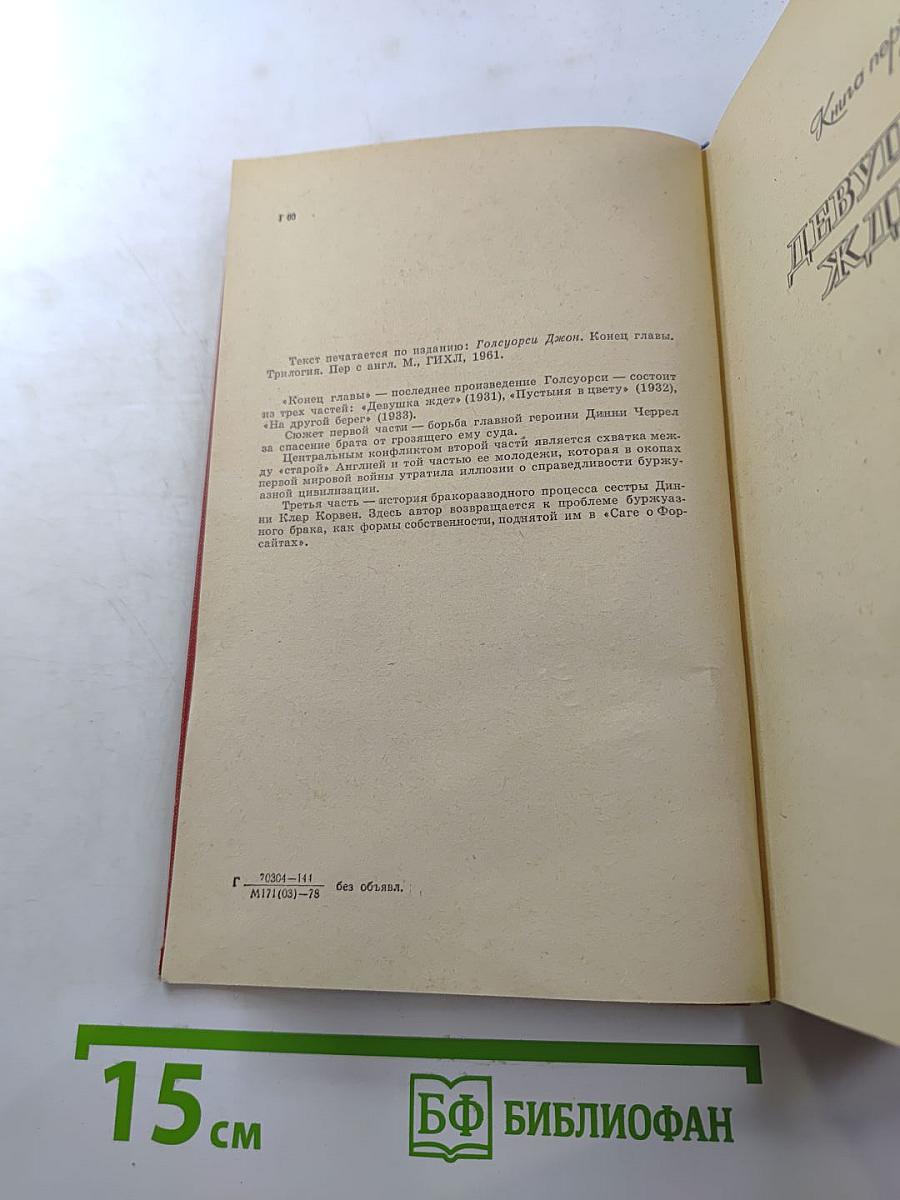 Г 60
Текст печатается по изданию: Голсуорси Джон. Конец главы.
Трилогия. Пер с англ. М., ГИХЛ, 1961.
«Конец главы» — последнее произведение Голсуорси — состоит
из трех частей: «Девушка ждет» (1931), «Пустыня в цвету» (1932),
«На другой берег» (1933).
Сюжет первой части — борьба главной героини Динни Черрел
за спасение брата от грозящего ему суда.
Центральным конфликтом второй части является схватка меж-
ду «старой» Англией и той частью ее молодежи, которая в окопах
первой мировой войны утратила иллюзии о справедливости буржу-
азной цивилизации.
Третья часть — история бракоразводного процесса сестры Дин-
ни Клер Корвен. Здесь автор возвращается к проблеме буржуаз-
ного брака, как формы собственности, поднятой им в «Саге о Фор-
сайтах».
Г 70304—141
М171(03)—78 без объявл.
Книга
15 см
БФ БИБЛИОФАН